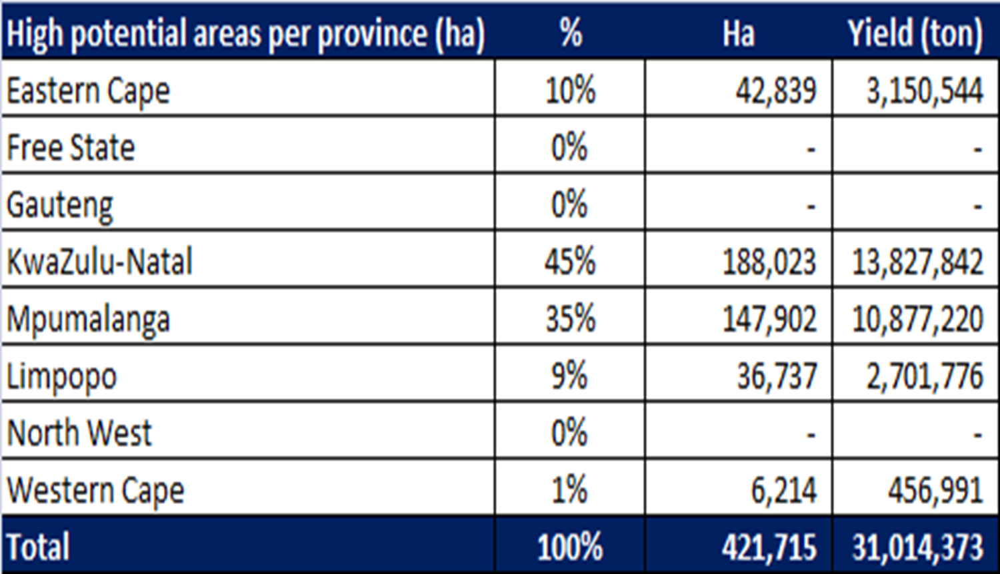 High potential areas per province (ha) % Ha Yield (ton)
Eastern Cape 10% 42,839 3,150,544
Free State 0% - -
Gauteng 0% - -
KwaZulu-Natal 45% 188,023 13,827,842
Mpumalanga 35% 147,902 10,877,220
Limpopo 9% 36,737 2,701,776
North West 0% - -
Western Cape 1% 6,214 456,991
Total 100% 421,715 31,014,373